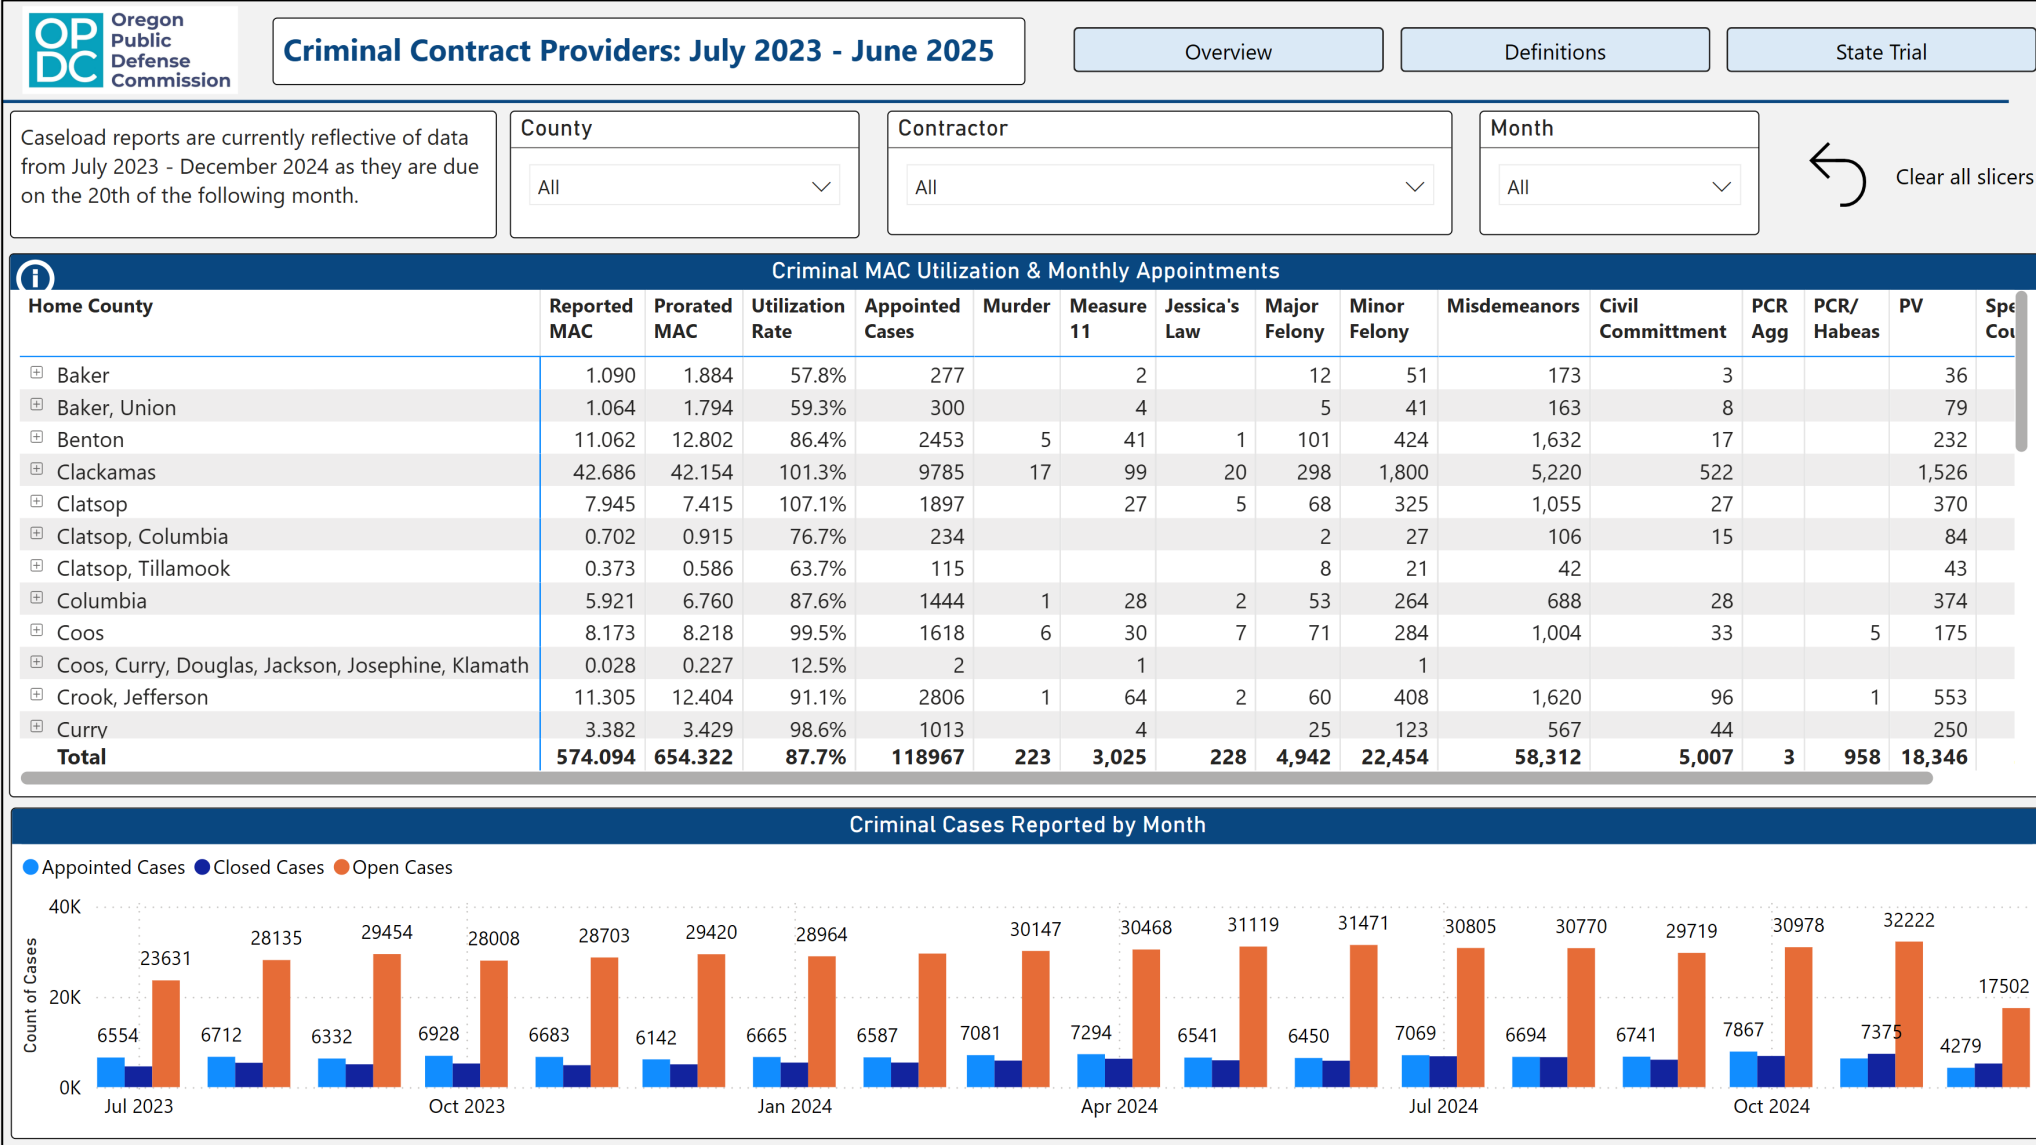 OP
DC
Oregon
Public
Defense
Commission
Criminal Contract Providers: July 2023 - June 2025
Overview
Definitions
State Trial
Caseload reports are currently reflective of data
from July 2023 - December 2024 as they are due
on the 20th of the following month.
County
All
Contractor
All
Month
All
Clear all slicers
i
Criminal MAC Utilization & Monthly Appointments
Home County Reported MAC Prorated MAC Utilization Rate Appointed Cases Murder Measure 11 Jessica's Law Major Felony Minor Felony Misdemeanors Civil Committment PCR Agg PCR/ Habeas PV Spe Cou
Baker 1.090 1.884 57.8% 277 2 12 51 173 3 36
Baker, Union 1.064 1.794 59.3% 300 4 5 41 163 8 79
Benton 11.062 12.802 86.4% 2453 5 41 1 101 424 1,632 17 232
Clackamas 42.686 42.154 101.3% 9785 17 99 20 298 1,800 5,220 522 1,526
Clatsop 7.945 7.415 107.1% 1897 27 5 68 325 1,055 27 370
Clatsop, Columbia 0.702 0.915 76.7% 234 2 27 106 15 84
Clatsop, Tillamook 0.373 0.586 63.7% 115 8 21 42 43
Columbia 5.921 6.760 87.6% 1444 1 28 2 53 264 688 28 374
Coos 8.173 8.218 99.5% 1618 6 30 7 71 284 1,004 33 5 175
Coos, Curry, Douglas, Jackson, Josephine, Klamath 0.028 0.227 12.5% 2 1 1
Crook, Jefferson 11.305 12.404 91.1% 2806 1 64 2 60 408 1,620 96 1 553
Curry 3.382 3.429 98.6% 1013 4 25 123 567 44 250
Total 574.094 654.322 87.7% 118967 223 3,025 228 4,942 22,454 58,312 5,007 3 958 18,346
Criminal Cases Reported by Month
Appointed Cases Closed Cases Open Cases
Count of Cases
40K
20K
0K
23631 28135 29454 28008 28703 29420 28964 30147 30468 31119 31471 30805 30770 29719 30978 32222 17502
6554 6712 6332 6928 6683 6142 6665 6587 7081 7294 6541 6450 7069 6694 6741 7867 7375 4279
Jul 2023 Oct 2023 Jan 2024 Apr 2024 Jul 2024 Oct 2024